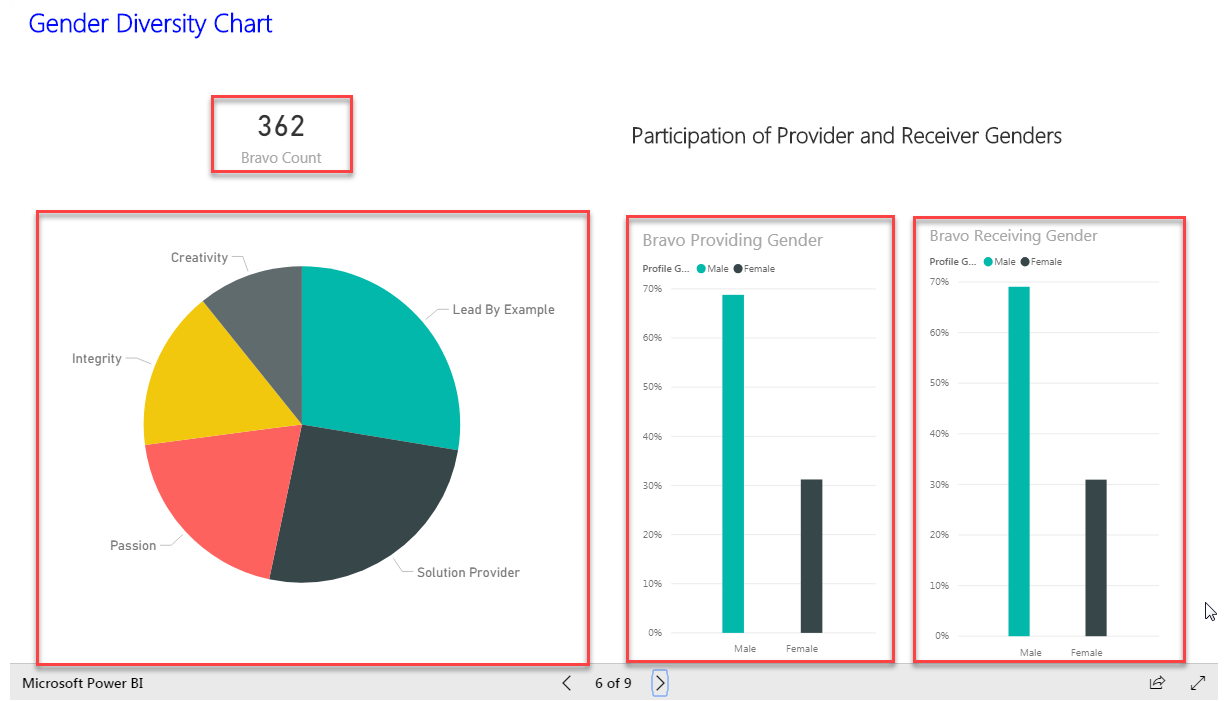 Gender Diversity Chart
362
Bravo Count
Participation of Provider and Receiver Genders
Creativity
Lead By Example
Integrity
Passion
Solution Provider
Bravo Providing Gender
Profile G... Male Female
70%
60%
50%
40%
30%
20%
10%
0%
Male Female
Bravo Receiving Gender
Profile G... Male Female
70%
60%
50%
40%
30%
20%
10%
0%
Male Female
Microsoft Power BI
6 of 9